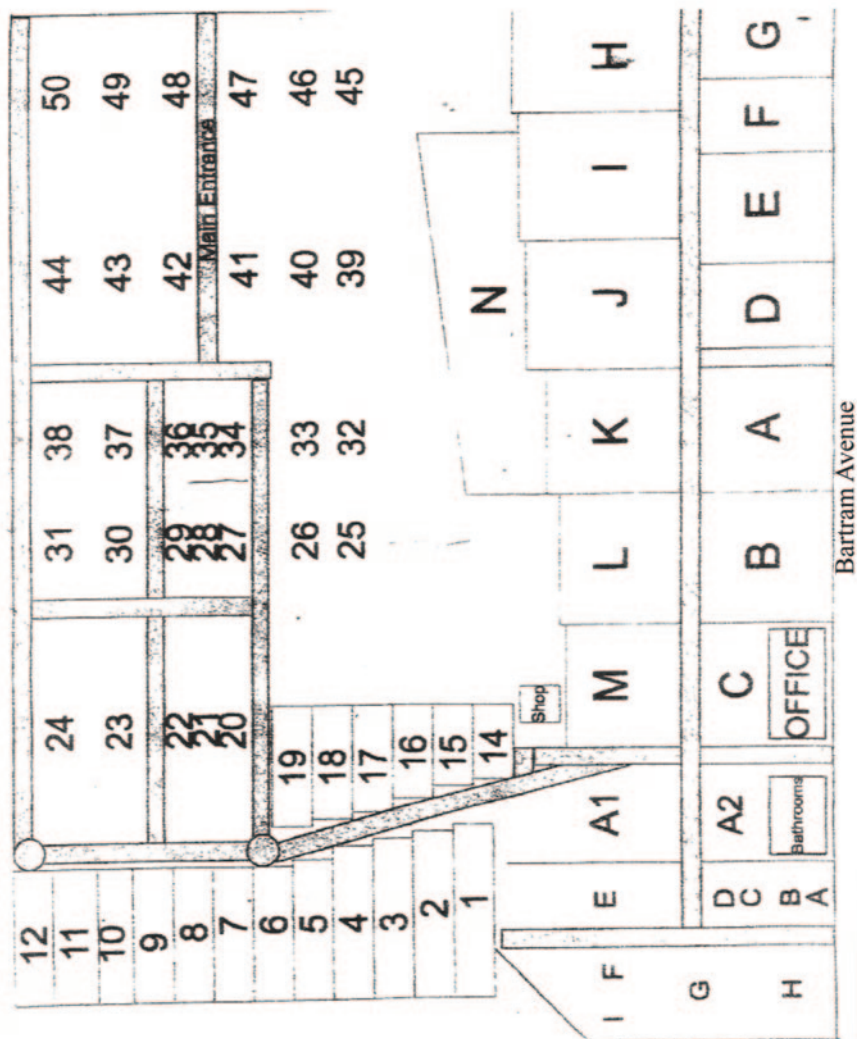 12
11 24 31 38 44 50
10 23 30 37 43 49
9
8 22 29 36 42 48
21 28 35 Main Entrance
7 20 27 34 41 47
6 19 26 33 40 46
5 18 25 32 39 45
4 17
3 16
2 15
1 14 N
Shop
I F E A1 M L K J I H
G
D A2 C
C B A D E F G
H B Bathrooms OFFICE
A
Bartram Avenue